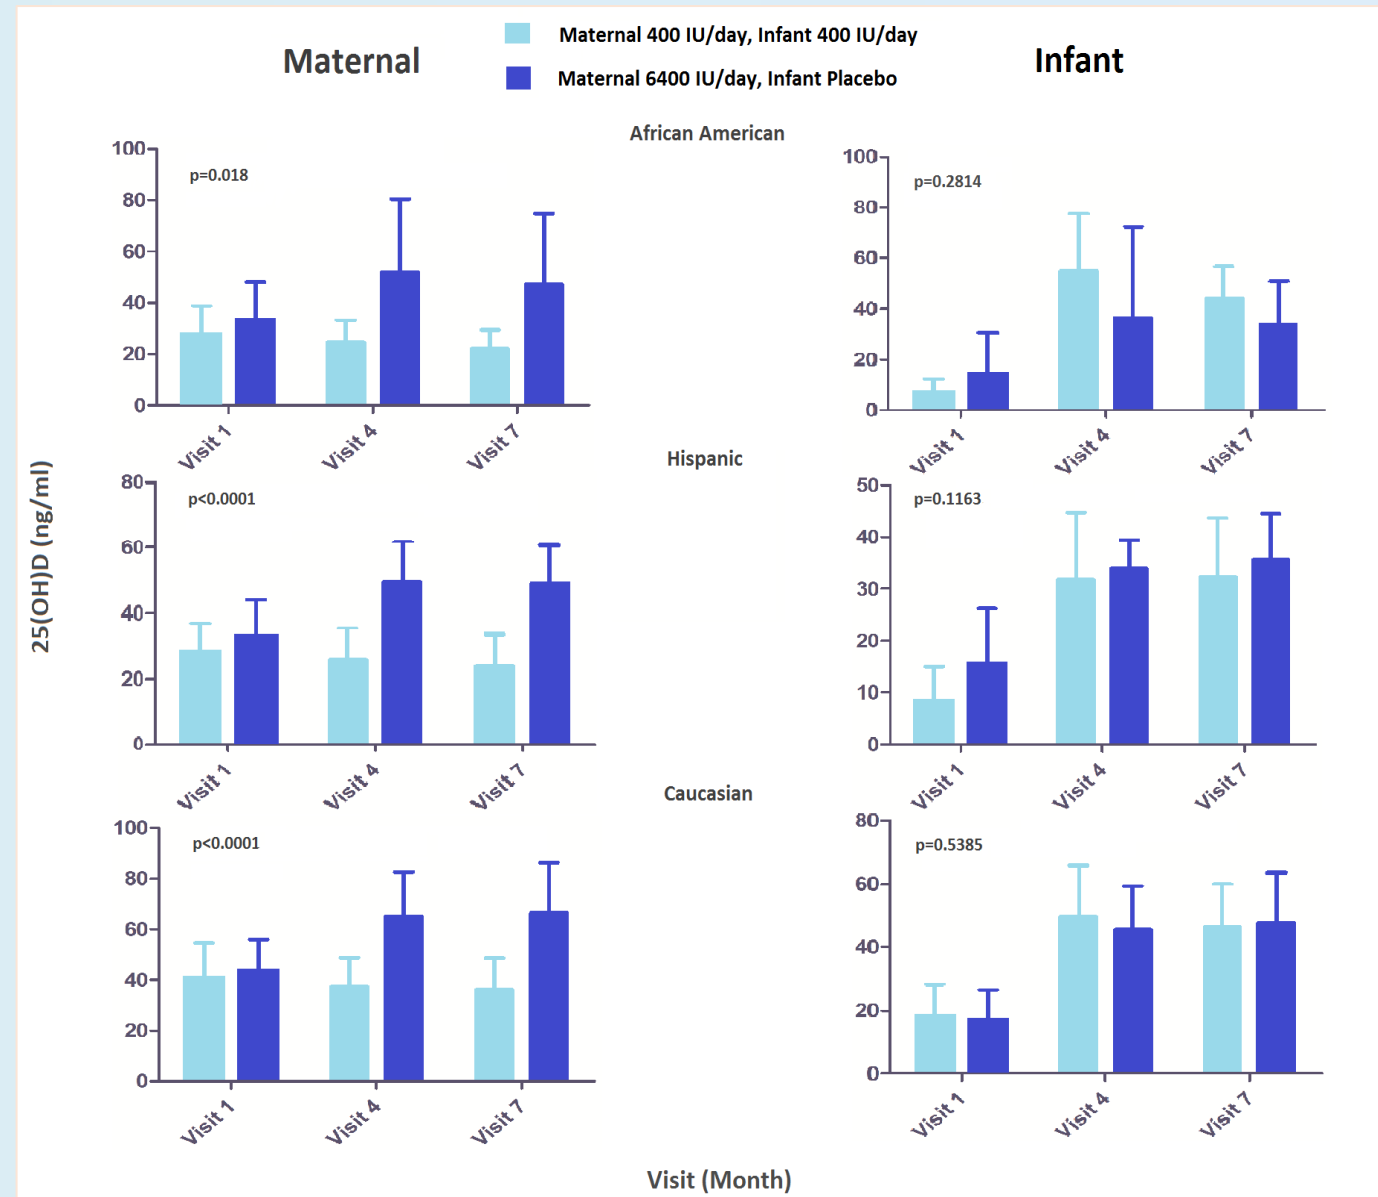 Maternal
Maternal 400 IU/day, Infant 400 IU/day
Maternal 6400 IU/day, Infant Placebo
Infant
25(OH)D (ng/ml)
African American
100
80
60
40
20
0
p=0.018
Visit 1
Visit 4
Visit 7
100
80
60
40
20
0
p=0.2814
Visit 1
Visit 4
Visit 7
Hispanic
80
60
40
20
0
p<0.0001
Visit 1
Visit 4
Visit 7
50
40
30
20
10
0
p=0.1163
Visit 1
Visit 4
Visit 7
Caucasian
100
80
60
40
20
0
p<0.0001
Visit 1
Visit 4
Visit 7
80
60
40
20
0
p=0.5385
Visit 1
Visit 4
Visit 7
Visit (Month)